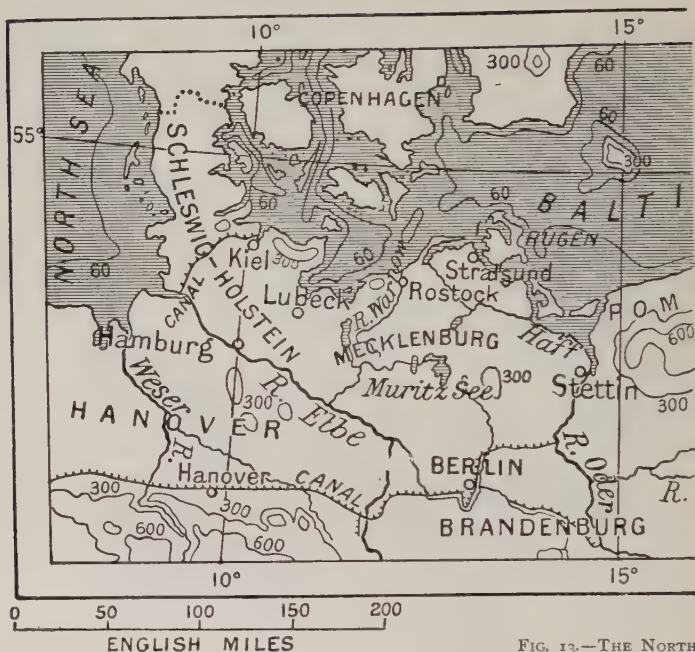 10°
15°
NORTH SEA
300
60
COPENHAGEN
60
55°
SCHLESWIG-HOLSTEIN
300
60
60
BALTI
60
RUGEN
Kiel
300
Stralsund
CANAL
Lubeck
R. Warnow
Rostock
POM
Hamburg
MECKLENBURG
Haff
600
Weser R.
300
R. Elbe
Muritz See
300
Stettin
300
HANOVER
Hanover
CANAL
BERLIN
R. Oder
R.
300
300
BRANDENBURG
600
600
10°
15°
0 50 100 150 200
ENGLISH MILES
FIG. 13.—THE NORTH